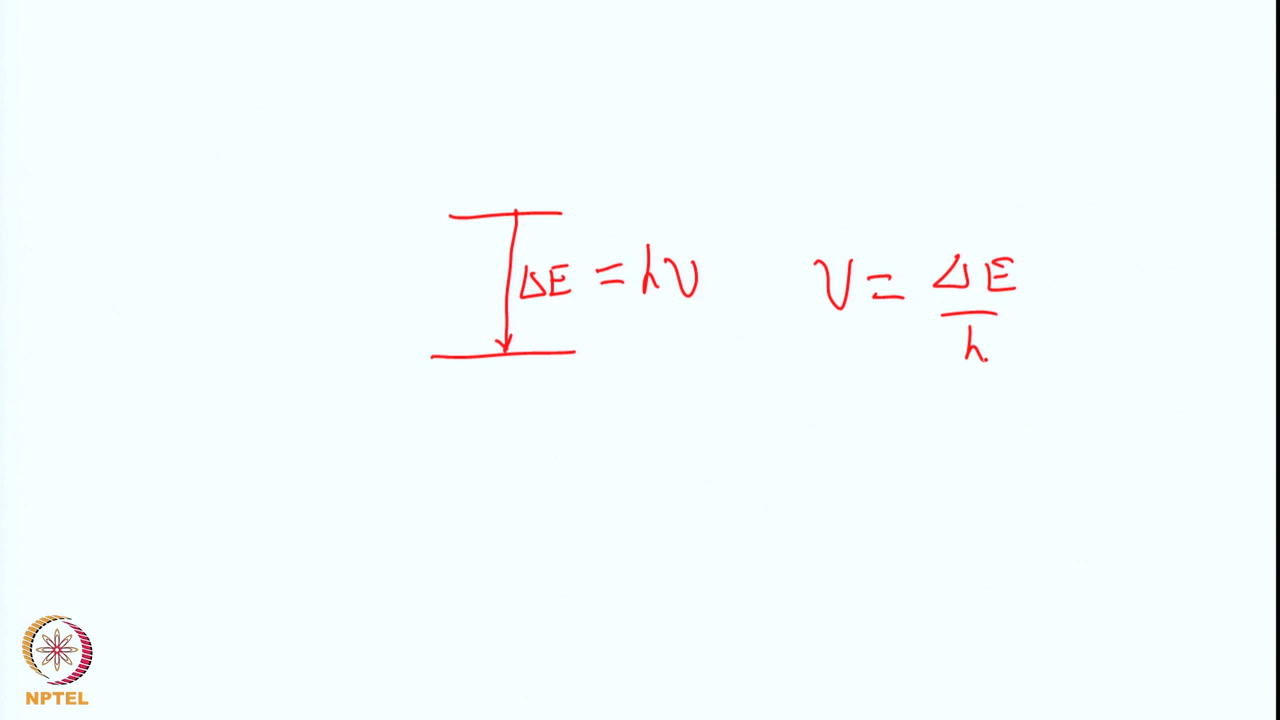 ΔE = hν
ν = ΔE / h
NPTEL